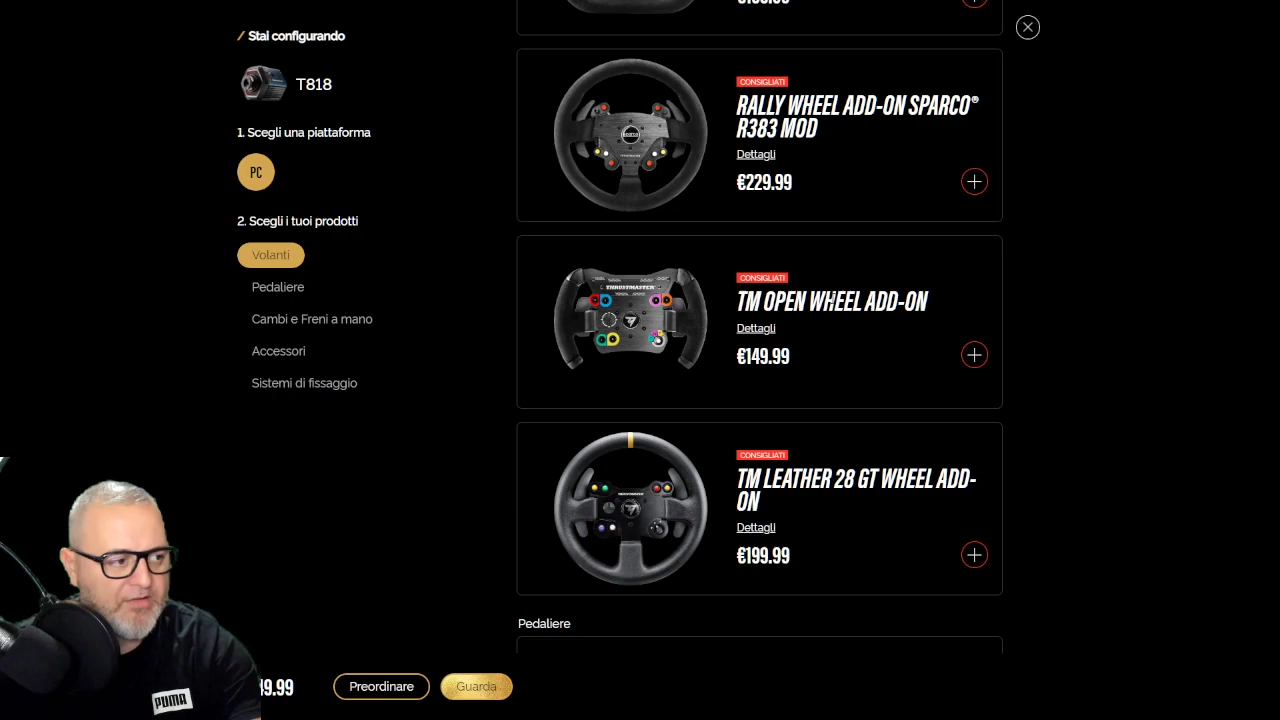 Stai configurando
T818
1. Scegli una piattaforma
PC
2. Scegli i tuoi prodotti
Volanti
Pedaliere
Cambi e Freni a mano
Accessori
Sistemi di fissaggio
CONSIGLIATI
RALLY WHEEL ADD-ON SPARCO®
R383 MOD
Dettagli
€229.99
THRUSTMASTER
CONSIGLIATI
TM OPEN WHEEL ADD-ON
Dettagli
€149.99
CONSIGLIATI
TM LEATHER 28 GT WHEEL ADD-
ON
Dettagli
€199.99
Pedaliere
Preordinare
Guarda
PUMA